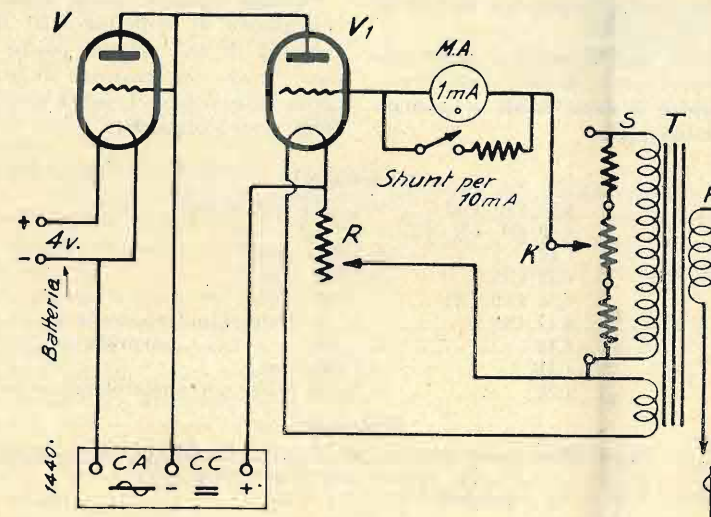 V
V1
M.A.
1mA
Shunt per
10mA
S T
+
4v.
-
R
K
Batteria
1440.
CA CC
- = +